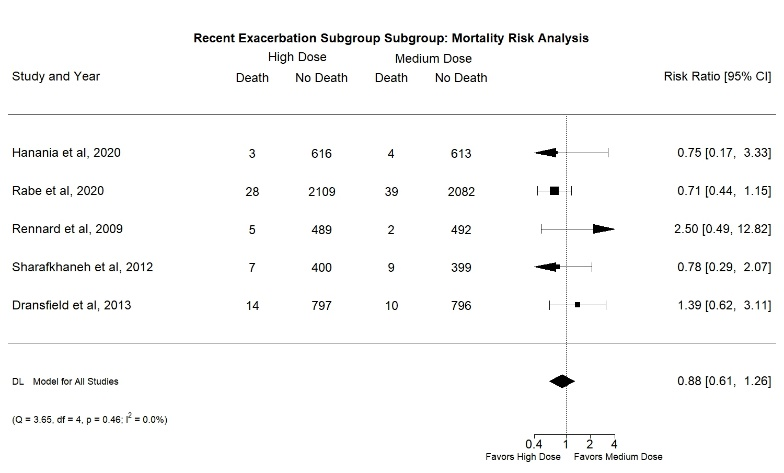 Recent Exacerbation Subgroup Subgroup: Mortality Risk Analysis
High Dose Medium Dose
Study and Year Death No Death Death No Death Risk Ratio [95% CI]
Hanania et al, 2020 3 616 4 613 0.75 [0.17, 3.33]
Rabe et al, 2020 28 2109 39 2082 0.71 [0.44, 1.15]
Rennard et al, 2009 5 489 2 492 2.50 [0.49, 12.82]
Sharafkhaneh et al, 2012 7 400 9 399 0.78 [0.29, 2.07]
Dransfield et al, 2013 14 797 10 796 1.39 [0.62, 3.11]
DL Model for All Studies 0.88 [0.61, 1.26]
(Q = 3.65, df = 4, p = 0.46; I² = 0.0%)
0.4 1 2 4
Favors High Dose Favors Medium Dose